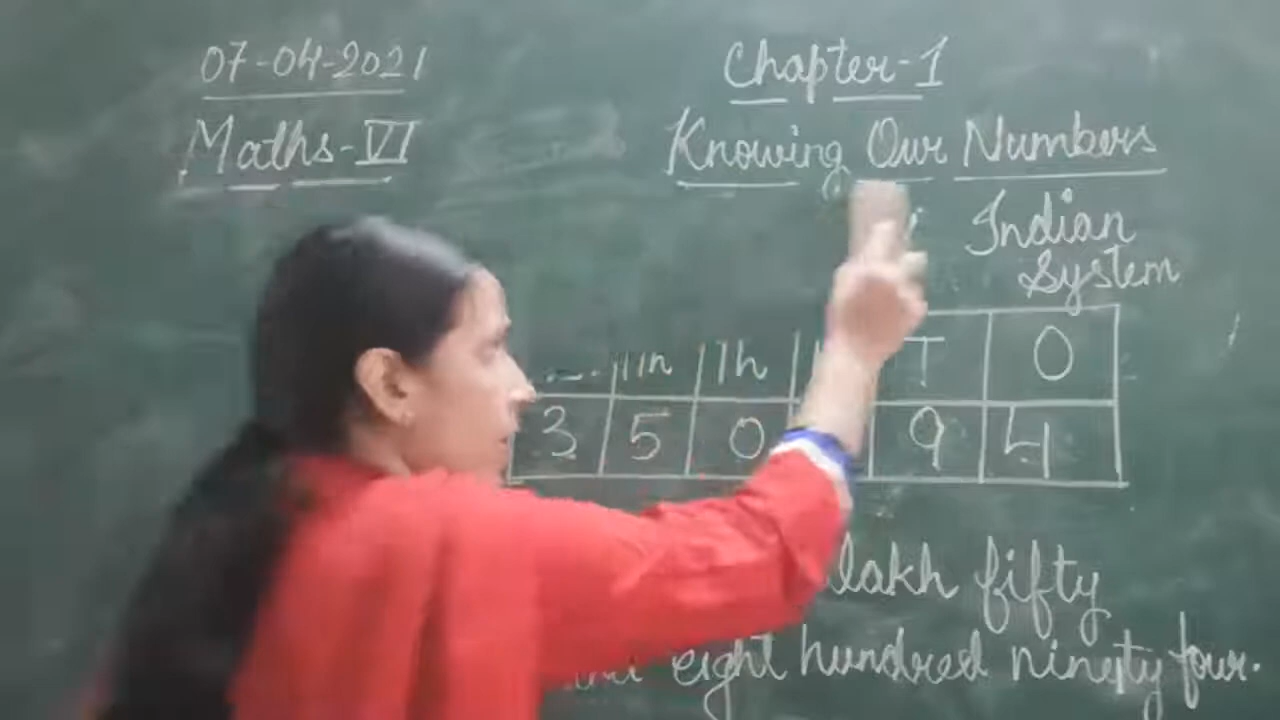 07-04-2021
Chapter-1
Maths-VI
Knowing Our Numbers
Indian
System
Th T O
3 5 0 9 4
lakh fifty
eight hundred ninety four.